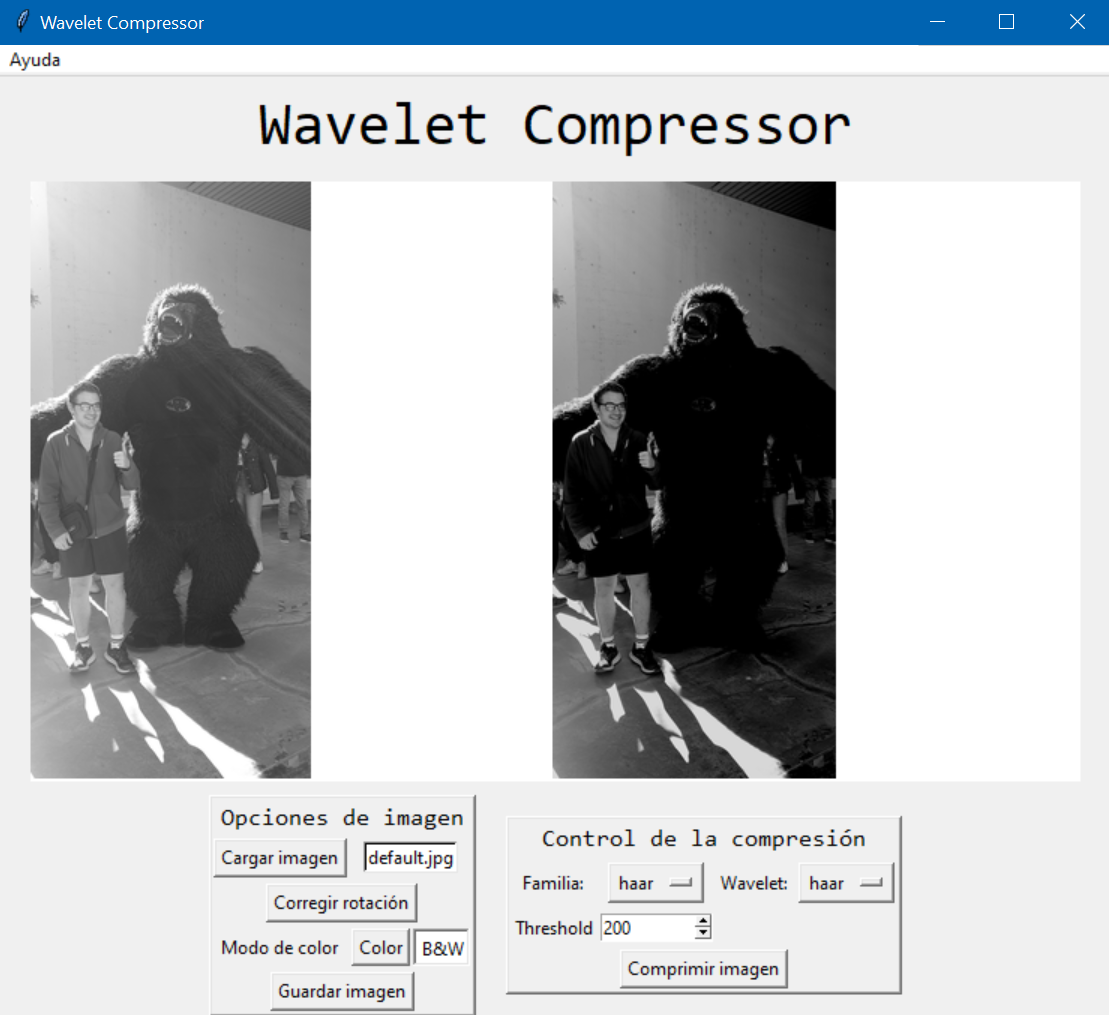 Wavelet Compressor
Ayuda
Wavelet Compressor
Opciones de imagen
Cargar imagen default.jpg
Corregir rotación
Modo de color Color B&W
Guardar imagen
Control de la compresión
Familia: haar Wavelet: haar
Threshold 200
Comprimir imagen